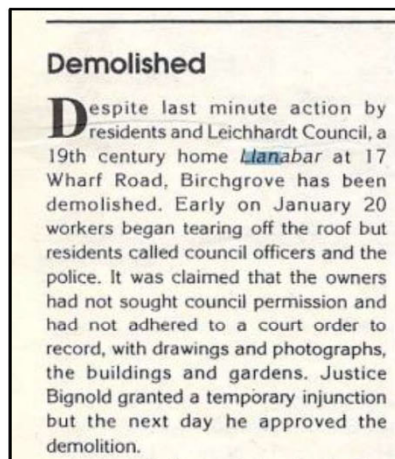 Demolished
Despite last minute action by
residents and Leichhardt Council, a
19th century home Llanabar at 17
Wharf Road, Birchgrove has been
demolished. Early on January 20
workers began tearing off the roof but
residents called council officers and the
police. It was claimed that the owners
had not sought council permission and
had not adhered to a court order to
record, with drawings and photographs,
the buildings and gardens. Justice
Bignold granted a temporary injunction
but the next day he approved the
demolition.